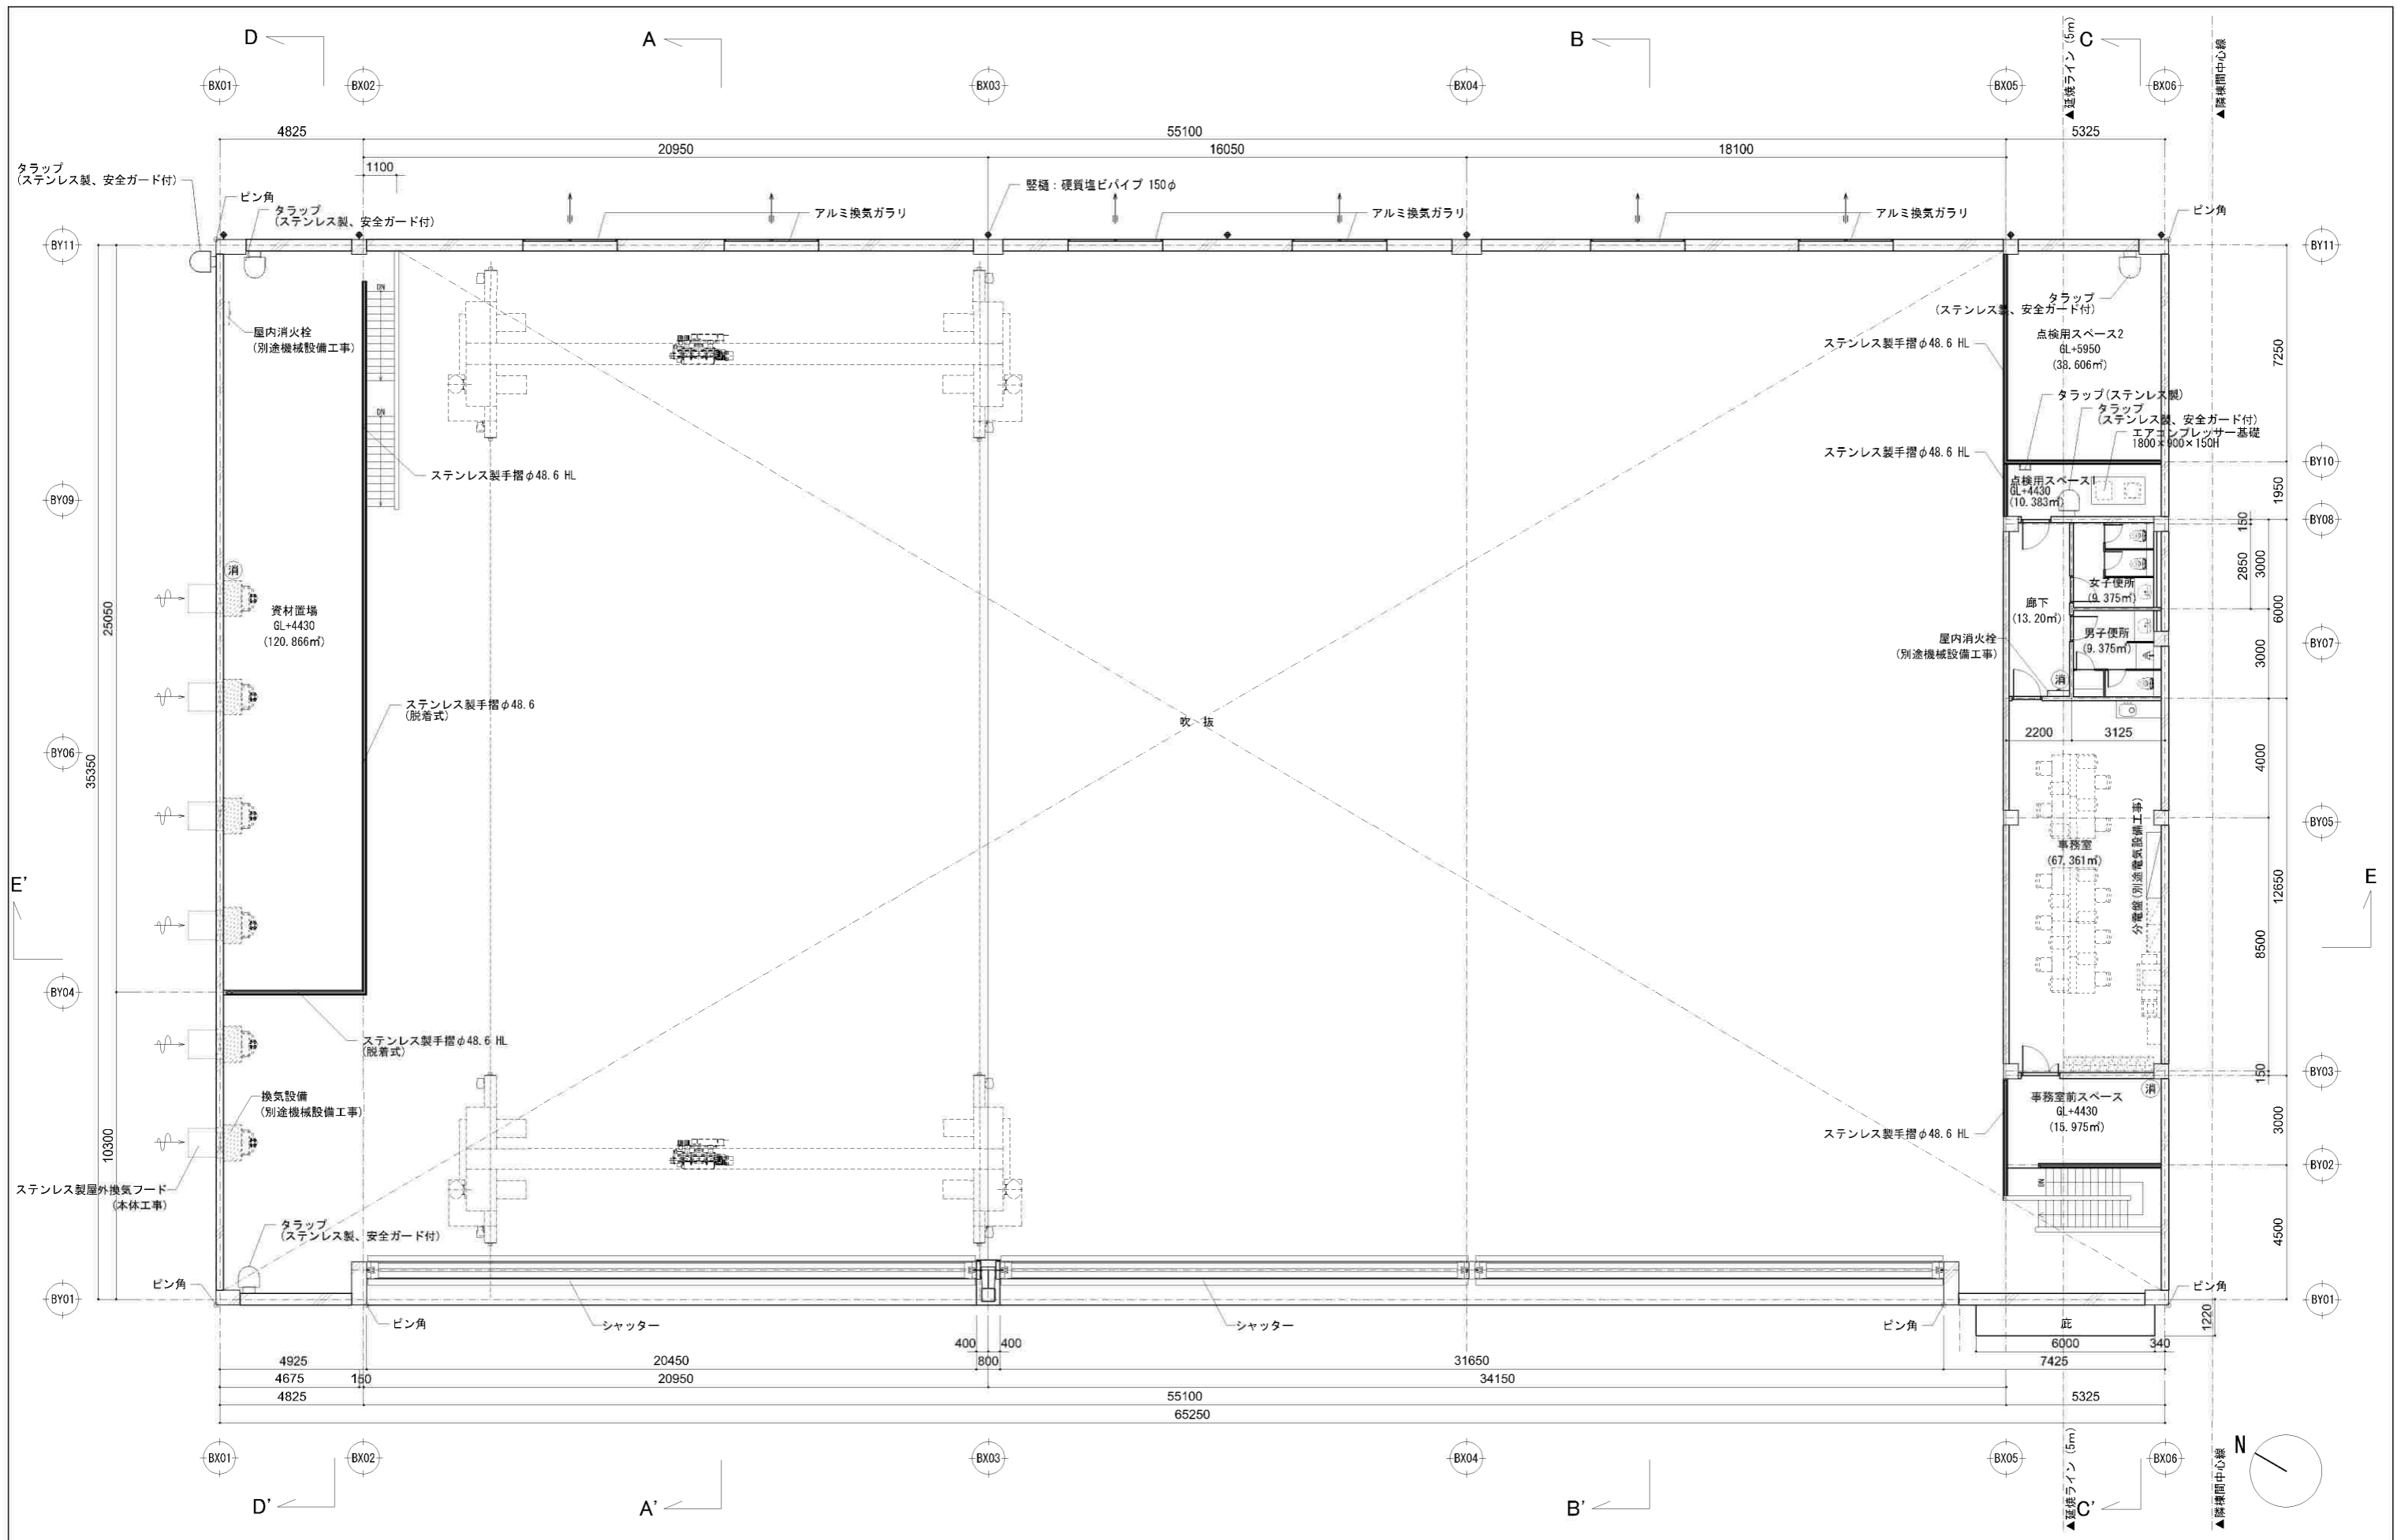 D
A
B
C
▲延焼ライン (5m)
▲隣棟間中心線
BX01
BX02
BX03
BX04
BX05
BX06
4825
55100
5325
20950
16050
18100
1100
タラップ
(ステンレス製、安全ガード付)
ピン角
タラップ
(ステンレス製、安全ガード付)
竪樋：硬質塩ビパイプ 150φ
アルミ換気ガラリ
アルミ換気ガラリ
アルミ換気ガラリ
ピン角
BY11
BY11
DN
DN
屋内消火栓
(別途機械設備工事)
タラップ
(ステンレス製、安全ガード付)
点検用スペース2
GL+5950
(38.606㎡)
ステンレス製手摺φ48.6 HL
7250
タラップ(ステンレス製)
タラップ
(ステンレス製、安全ガード付)
エアコンプレッサー基礎
1800×900×150H
ステンレス製手摺φ48.6 HL
ステンレス製手摺φ48.6 HL
BY10
点検用スペース1
GL+4430
(10.383㎡)
1950
BY09
BY08
150
2850
3000
6000
消
資材置場
GL+4430
(120.866㎡)
25050
女子便所
(9.375㎡)
廊下
(13.20㎡)
男子便所
(9.375㎡)
屋内消火栓
(別途機械設備工事)
消
BY07
3000
ステンレス製手摺φ48.6
(脱着式)
吹 抜
2200
3125
BY06
35350
4000
BY05
事務室
(67.361㎡)
分電盤(別途電気設備工事)
12650
8500
E'
E
BY04
ステンレス製手摺φ48.6 HL
(脱着式)
BY03
150
消
換気設備
(別途機械設備工事)
10300
事務室前スペース
GL+4430
(15.975㎡)
ステンレス製手摺φ48.6 HL
3000
BY02
ステンレス製屋外換気フード
(本体工事)
DN
タラップ
(ステンレス製、安全ガード付)
4500
ピン角
ピン角
BY01
BY01
ピン角
シャッター
シャッター
ピン角
庇
1220
400
400
6000
340
4925
20450
800
31650
7425
4675
150
20950
34150
4825
55100
5325
65250
BX01
BX02
BX03
BX04
BX05
BX06
▲延焼ライン (5m)
▲隣棟間中心線
N
D'
A'
B'
C'